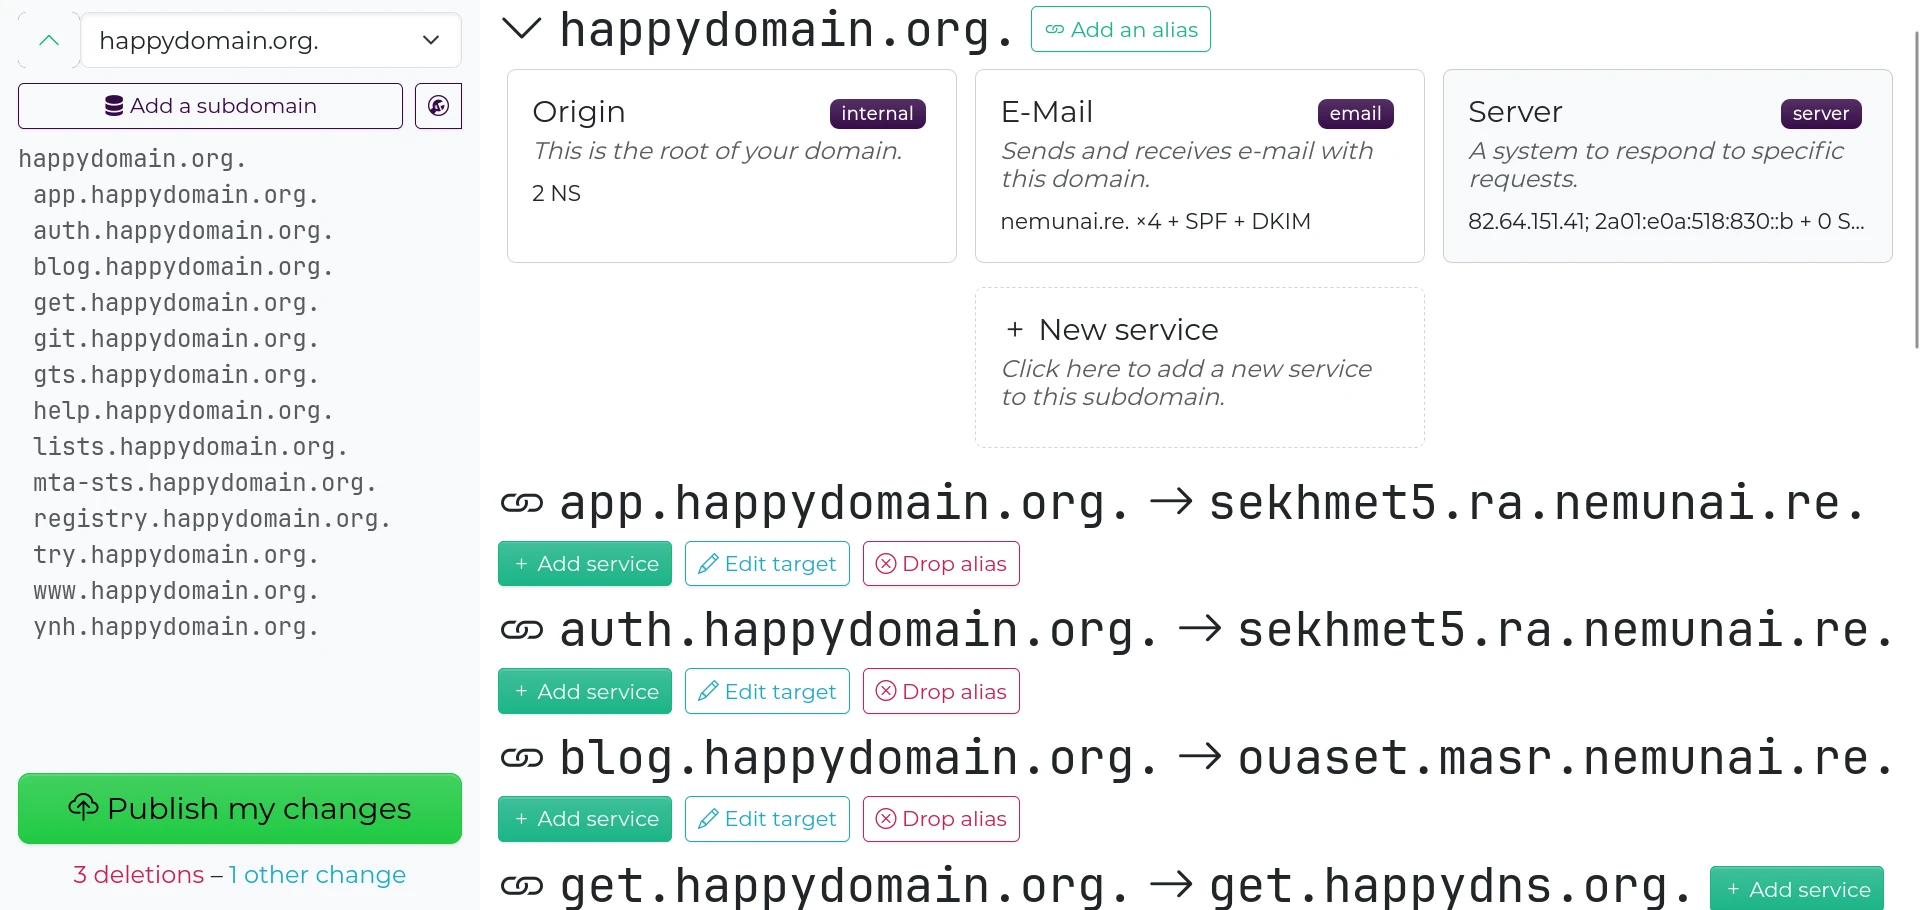 happydomain.org.
Add a subdomain
happydomain.org.
app.happydomain.org.
auth.happydomain.org.
blog.happydomain.org.
get.happydomain.org.
git.happydomain.org.
gts.happydomain.org.
help.happydomain.org.
lists.happydomain.org.
mta-sts.happydomain.org.
registry.happydomain.org.
try.happydomain.org.
www.happydomain.org.
ynh.happydomain.org.
Publish my changes
3 deletions – 1 other change
happydomain.org. Add an alias
Origin internal
This is the root of your domain.
2 NS
E-Mail email
Sends and receives e-mail with
this domain.
nemunai.re. ×4 + SPF + DKIM
Server server
A system to respond to specific
requests.
82.64.151.41; 2a01:e0a:518:830::b + 0 S...
+ New service
Click here to add a new service
to this subdomain.
app.happydomain.org. → sekhmet5.ra.nemunai.re.
+ Add service Edit target Drop alias
auth.happydomain.org. → sekhmet5.ra.nemunai.re.
+ Add service Edit target Drop alias
blog.happydomain.org. → ouaset.masr.nemunai.re.
+ Add service Edit target Drop alias
get.happydomain.org. → get.happydns.org. + Add service